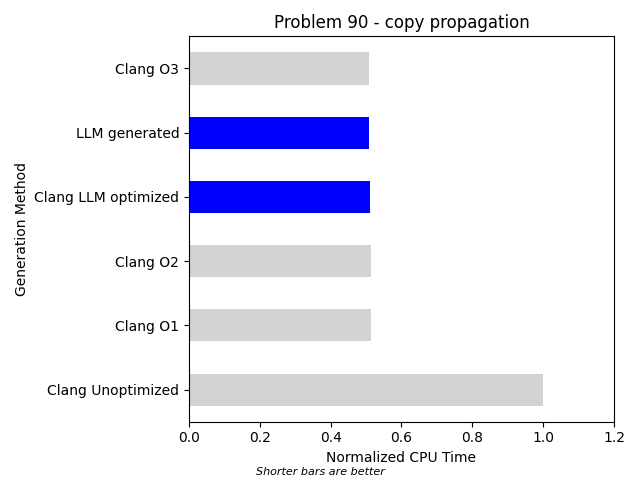 Problem 90 - copy propagation
Generation Method
Clang O3
LLM generated
Clang LLM optimized
Clang O2
Clang O1
Clang Unoptimized
0.0 0.2 0.4 0.6 0.8 1.0 1.2
Normalized CPU Time
Shorter bars are better